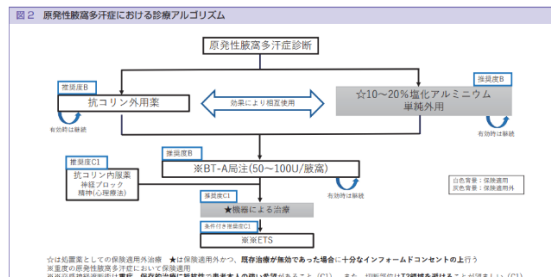 図2 原発性腋窩多汗症における診療アルゴリズム
原発性腋窩多汗症診断
推奨度B
抗コリン外用薬
有効時は継続
効果により相互使用
推奨度B
☆10〜20%塩化アルミニウム
単純外用
有効時は継続
推奨度B
※BT-A局注(50〜100U/腋窩)
有効時は継続
推奨度C1
抗コリン内服薬
神経ブロック
精神(心理療法)
白色背景：保険適用
灰色背景：保険適用外
推奨度C1
★機器による治療
条件付き推奨度C1
※※ETS
☆は処置薬としての保険適用外治療 ★は保険適用外かつ、既存治療が無効であった場合に十分なインフォームドコンセントの上行う
※重度の原発性腋窩多汗症において保険適用